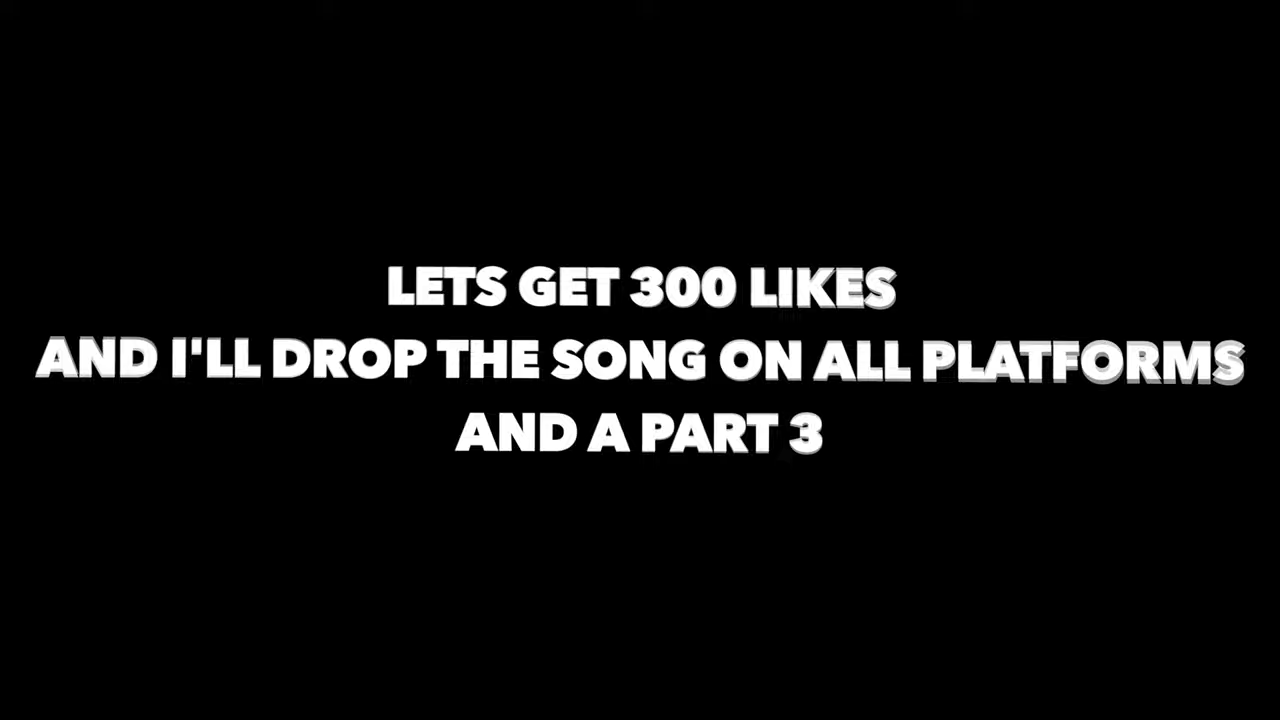 LETS GET 300 LIKES
AND I'LL DROP THE SONG ON ALL PLATFORMS
AND A PART 3